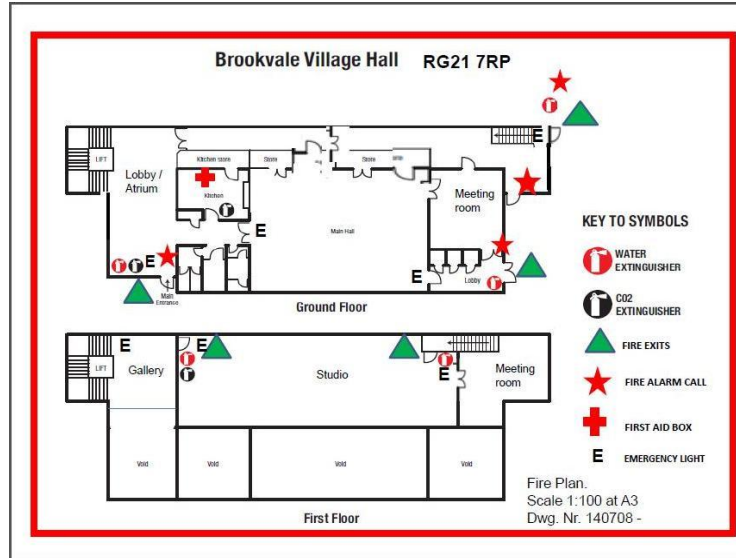 Brookvale Village Hall RG21 7RP
LIFT
Lobby /
Atrium
Kitchen store
Store
Store
Kitchen
Meeting
room
E
E
Main Hall
E
E
Lobby
Main
Entrance
Ground Floor
E
Gallery
LIFT
E
Studio
E
Meeting
room
Void
Void
Void
Void
First Floor
KEY TO SYMBOLS
WATER
EXTINGUISHER
CO2
EXTINGUISHER
FIRE EXITS
FIRE ALARM CALL
FIRST AID BOX
E EMERGENCY LIGHT
Fire Plan.
Scale 1:100 at A3
Dwg. Nr. 140708 -